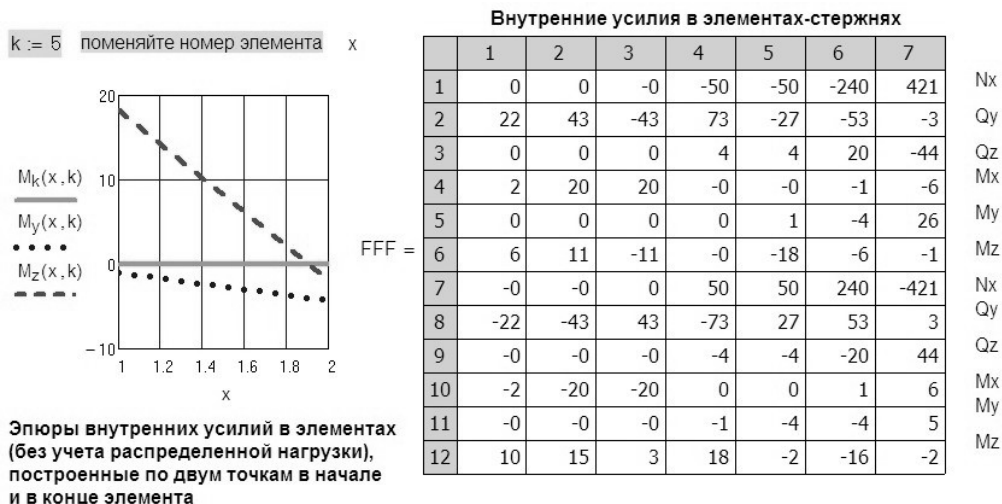 k := 5 поменяйте номер элемента x
20
10
0
-10
1 1.2 1.4 1.6 1.8 2
x
Mk(x,k)
My(x,k)
Mz(x,k)
Эпюры внутренних усилий в элементах
(без учета распределенной нагрузки),
построенные по двум точкам в начале
и в конце элемента
Внутренние усилия в элементах-стержнях
FFF =
1 2 3 4 5 6 7
1 0 0 -0 -50 -50 -240 421 Nx
2 22 43 -43 73 -27 -53 -3 Qy
3 0 0 0 4 4 20 -44 Qz
4 2 20 20 -0 -0 -1 -6 Mx
5 0 0 0 0 1 -4 26 My
6 6 11 -11 -0 -18 -6 -1 Mz
7 -0 -0 0 50 50 240 -421 Nx
8 -22 -43 43 -73 27 53 3 Qy
9 -0 -0 -0 -4 -4 -20 44 Qz
10 -2 -20 -20 0 0 1 6 Mx
11 -0 -0 -0 -1 -4 -4 5 My
12 10 15 3 18 -2 -16 -2 Mz